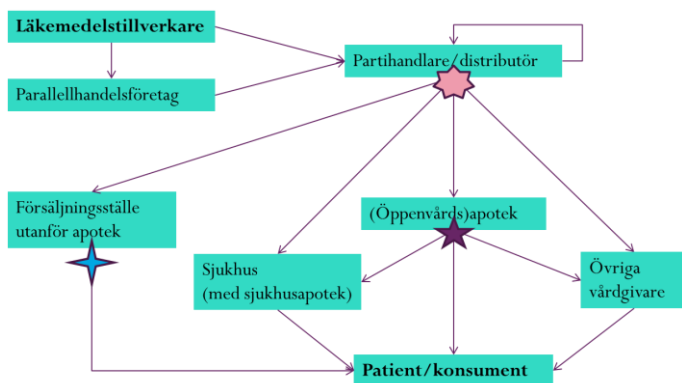 Läkemedelstillverkare
Partihandlare/distributör
Parallellhandelsföretag
Försäljningsställe
utanför apotek
(Öppenvårds)apotek
Sjukhus
(med sjukhusapotek)
Övriga
vårdgivare
Patient/konsument